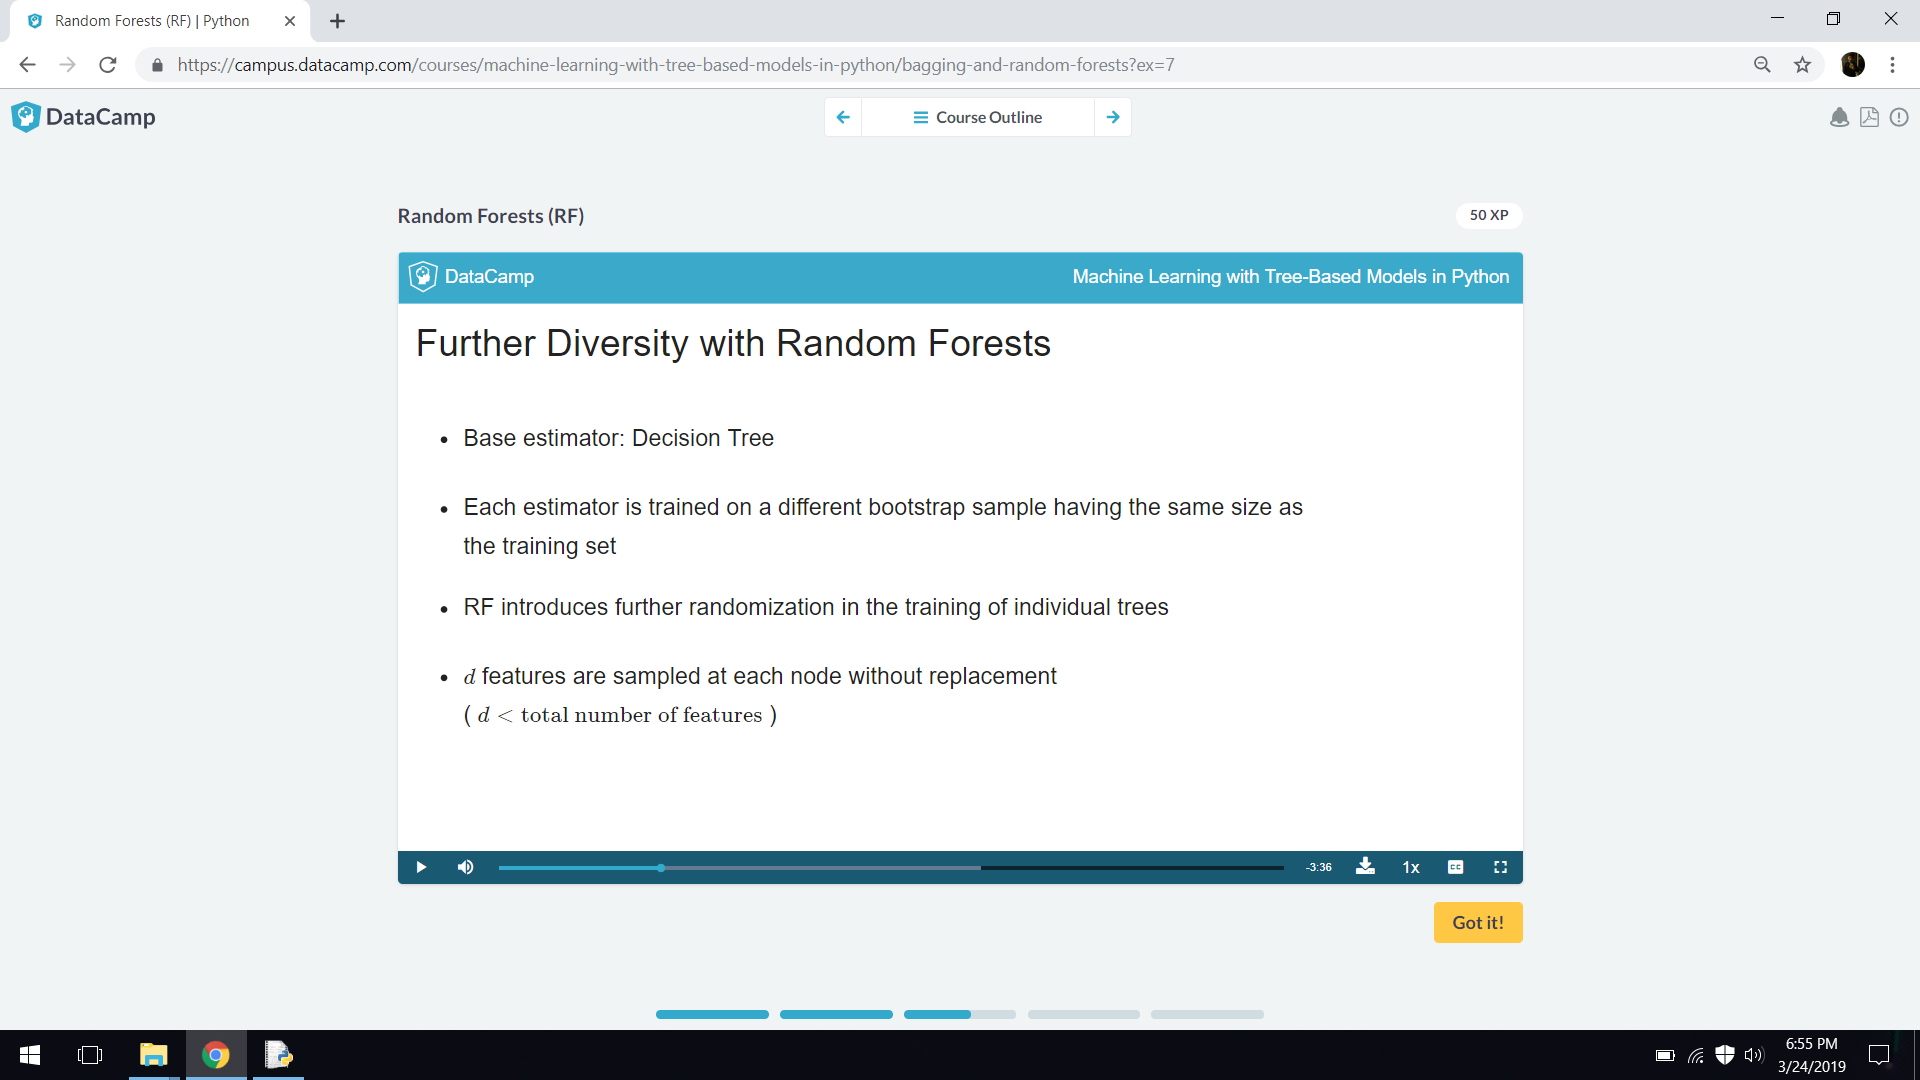 Random Forests (RF) | Python
https://campus.datacamp.com/courses/machine-learning-with-tree-based-models-in-python/bagging-and-random-forests?ex=7
DataCamp
Course Outline
Random Forests (RF)
50 XP
DataCamp
Machine Learning with Tree-Based Models in Python
Further Diversity with Random Forests
• Base estimator: Decision Tree
• Each estimator is trained on a different bootstrap sample having the same size as
the training set
• RF introduces further randomization in the training of individual trees
• d features are sampled at each node without replacement
( d < total number of features )
-3:36
1x
CC
Got it!
6:55 PM
3/24/2019